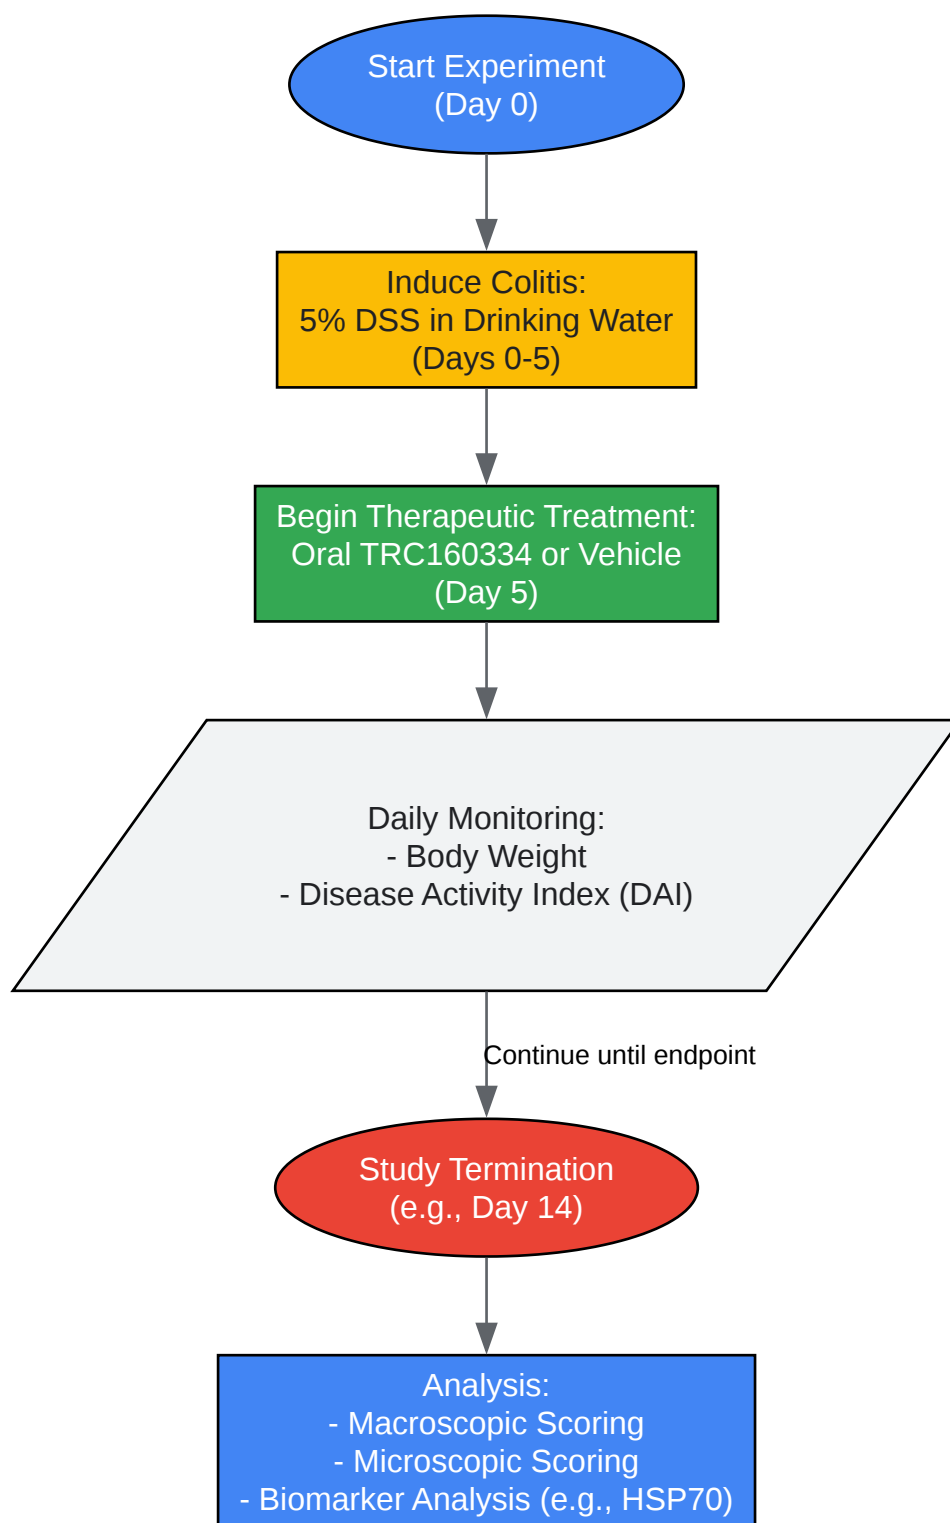 Start Experiment
(Day 0)
Induce Colitis:
5% DSS in Drinking Water
(Days 0-5)
Begin Therapeutic Treatment:
Oral TRC160334 or Vehicle
(Day 5)
Daily Monitoring:
- Body Weight
- Disease Activity Index (DAI)
Continue until endpoint
Study Termination
(e.g., Day 14)
Analysis:
- Macroscopic Scoring
- Microscopic Scoring
- Biomarker Analysis (e.g., HSP70)